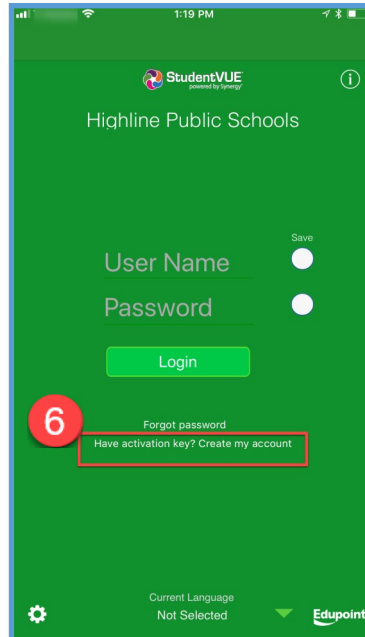 1:19 PM
StudentVUE
powered by Synergy
i
Highline Public Schools
Save
User Name
Password
Login
6
Forgot password
Have activation key? Create my account
Current Language
Not Selected
Edupoint